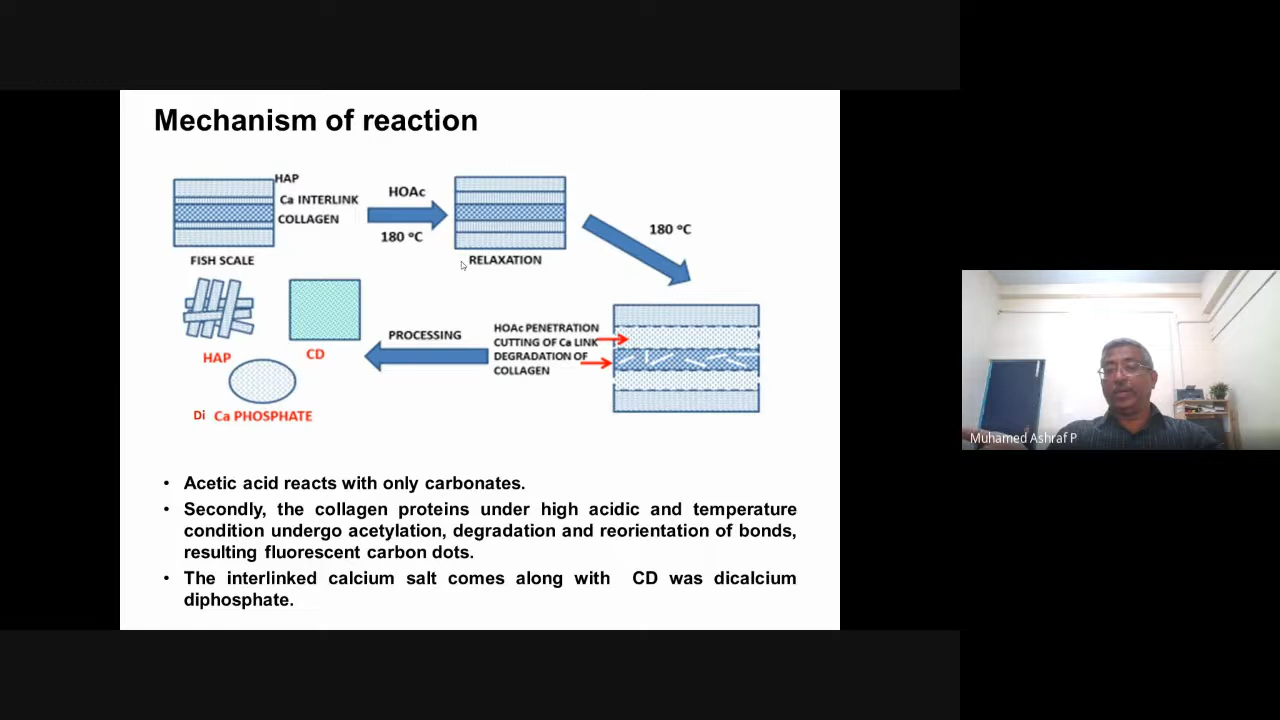 Mechanism of reaction
HAP
Ca INTERLINK
COLLAGEN
FISH SCALE
HOAc
180 ºC
RELAXATION
180 ºC
HOAc PENETRATION
CUTTING OF Ca LINK
DEGRADATION OF
COLLAGEN
PROCESSING
HAP
CD
Di Ca PHOSPHATE
• Acetic acid reacts with only carbonates.
• Secondly, the collagen proteins under high acidic and temperature
condition undergo acetylation, degradation and reorientation of bonds,
resulting fluorescent carbon dots.
• The interlinked calcium salt comes along with CD was dicalcium
diphosphate.
Muhamed Ashraf P